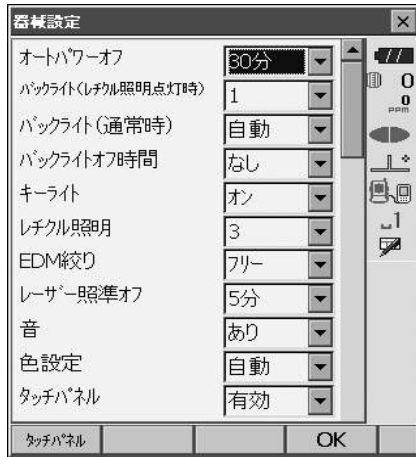 器械設定
オートパワーオフ 30分
バックライト(レチクル照明点灯時) 1
バックライト(通常時) 自動
バックライトオフ時間 なし
キーライト オン
レチクル照明 3
EDM絞り フリー
レーザー照準オフ 5分
音 あり
色設定 自動
タッチパネル 有効
0
0
ppm
1
タッチパネル OK